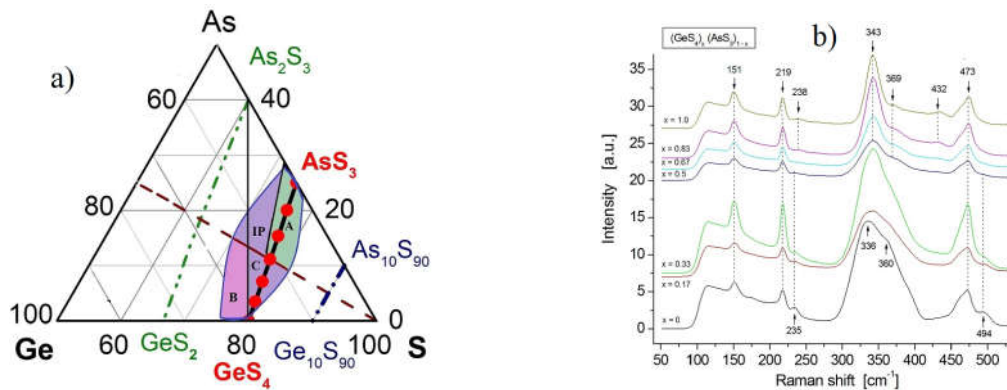 a)
As
As₂S₃
60
40
AsS₃
80
20
IP
A
As₁₀S₉₀
C
B
100
60
80
100
0
Ge
GeS₂
Ge₁₀S₉₀
S
GeS₄
b)
(GeS₄)ₓ (AsS₃)₁₋ₓ
343
35
151
219
238
369
432
473
30
x = 1.0
25
x = 0.83
x = 0.67
20
x = 0.5
15
10
x = 0.33
336
360
5
x = 0.17
0
x = 0
235
494
Intensity [a.u.]
50 100 150 200 250 300 350 400 450 500
Raman shift [cm⁻¹]